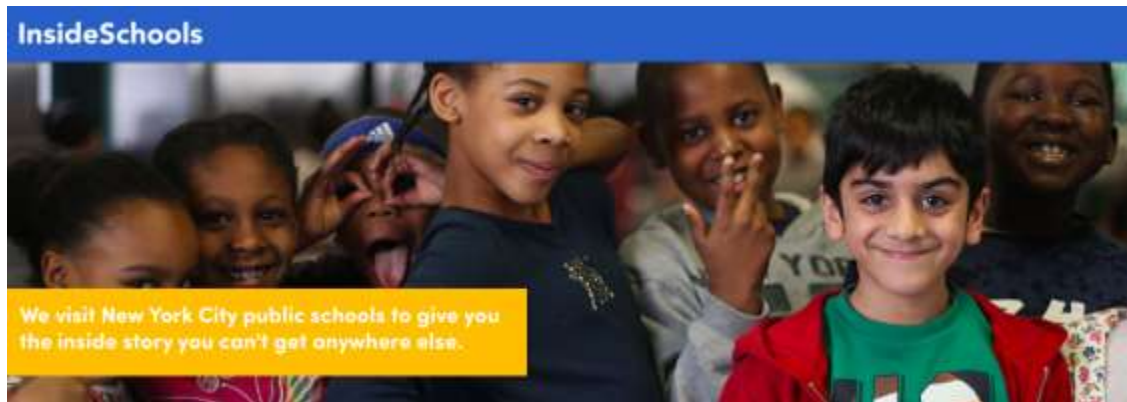 InsideSchools
We visit New York City public schools to give you
the inside story you can't get anywhere else.